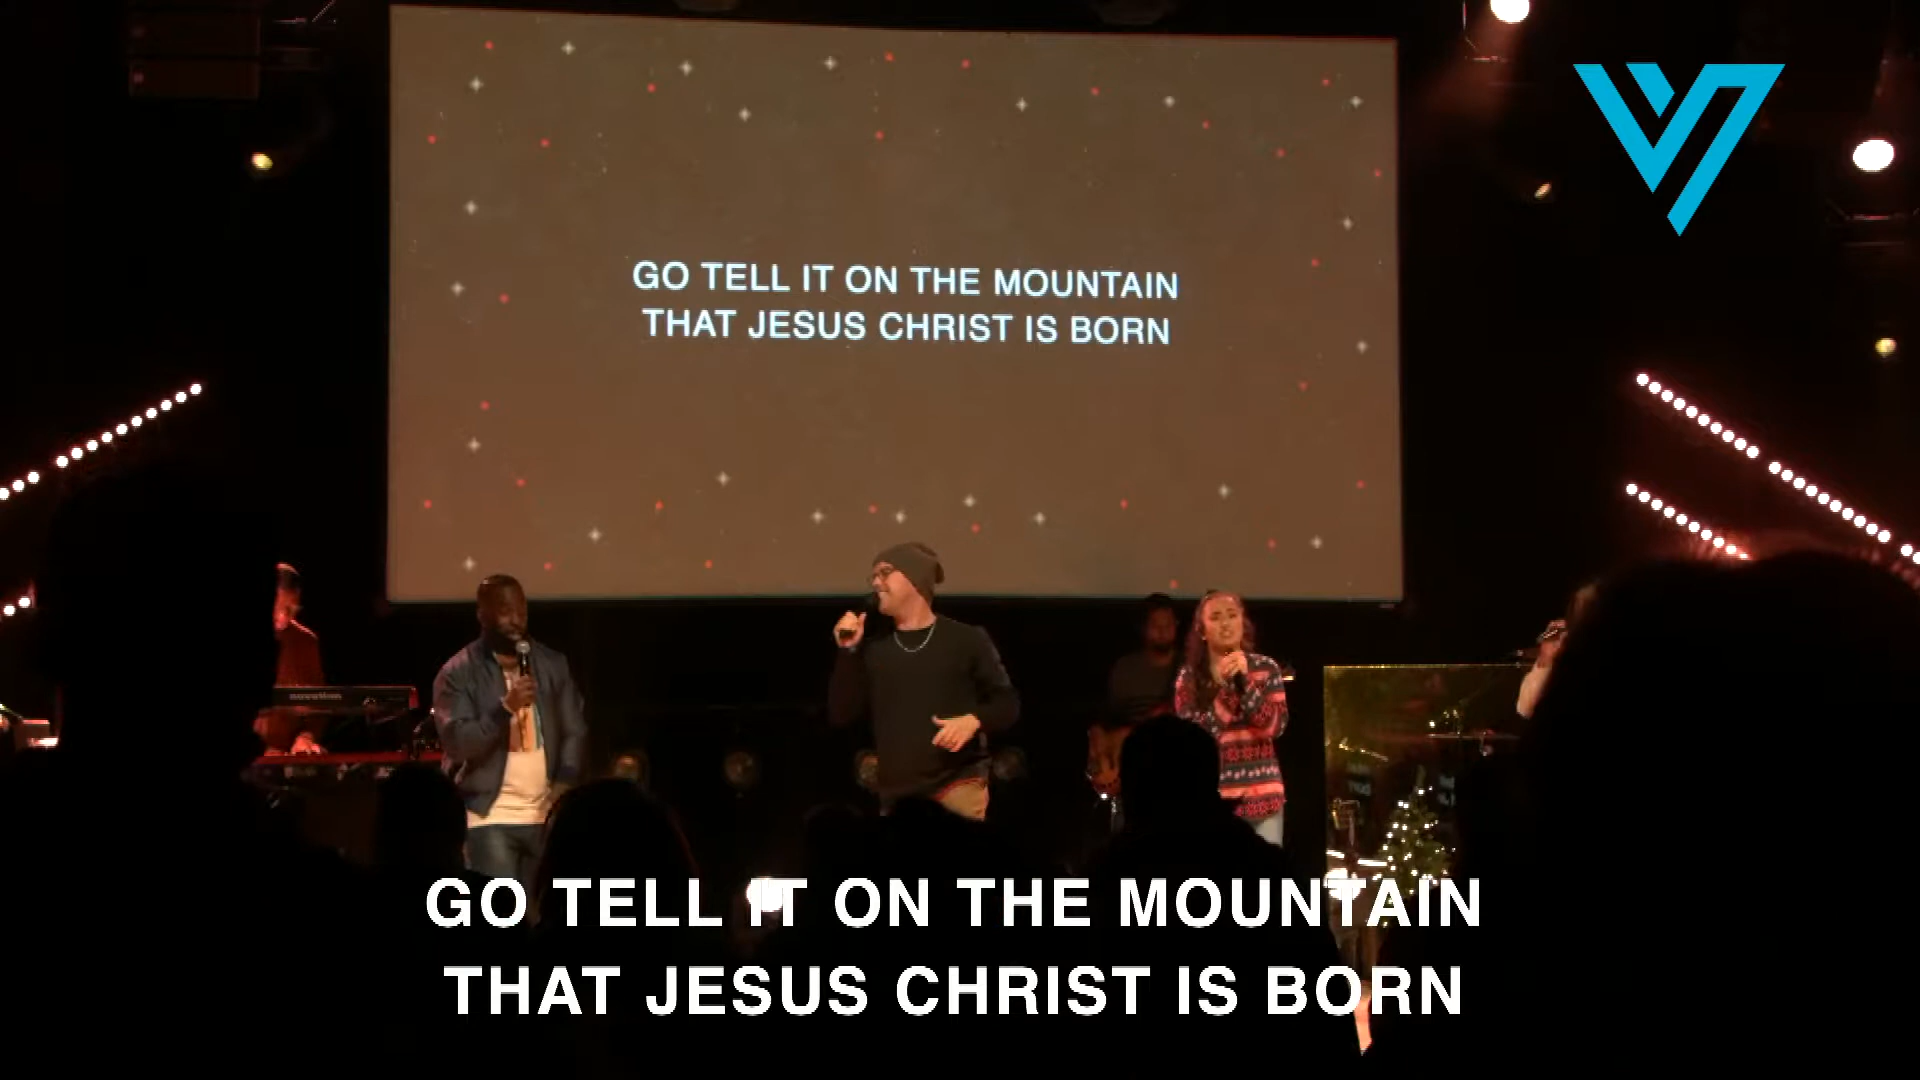 GO TELL IT ON THE MOUNTAIN
THAT JESUS CHRIST IS BORN
novation
GO TELL IT ON THE MOUNTAIN
THAT JESUS CHRIST IS BORN